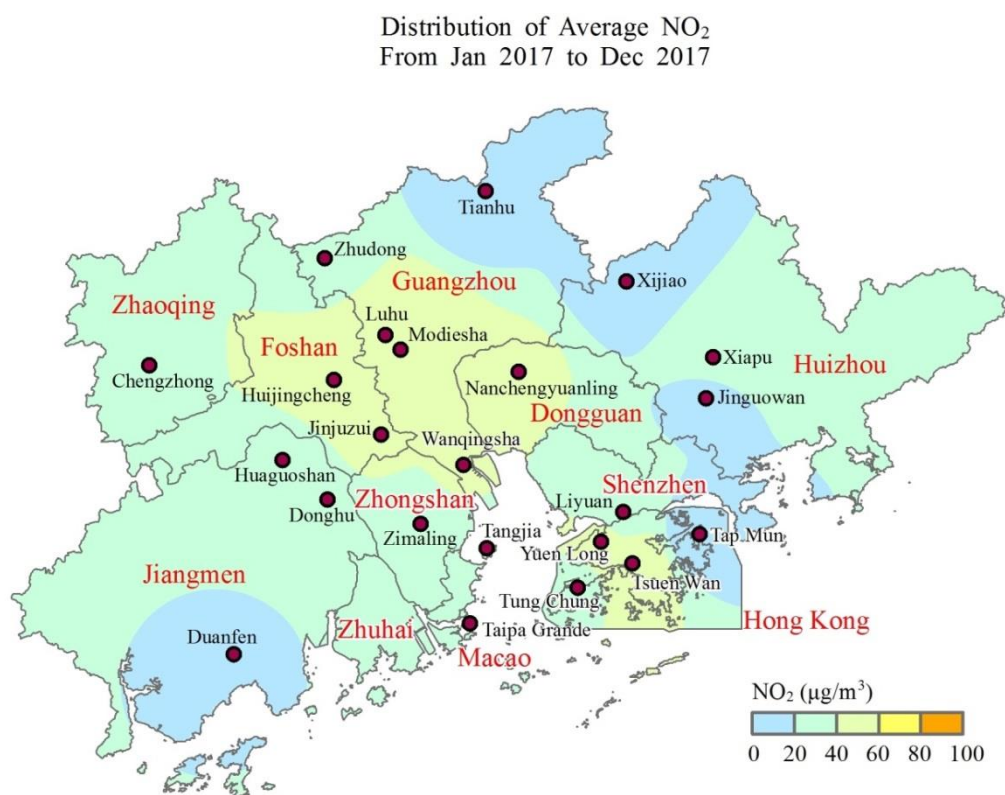 Distribution of Average NO₂
From Jan 2017 to Dec 2017
Tianhu
Zhudong
Guangzhou
Xijiao
Zhaoqing
Luhu
Modiesha
Foshan
Xiapu
Huizhou
Chengzhong
Huijingcheng
Nanchengyuanling
Jinguowan
Dongguan
Jinjuzui
Wanqingsha
Huaguoshan
Shenzhen
Zhongshan
Liyuan
Donghu
Zimaling
Tangjia
Tap Mun
Yuen Long
Tsuen Wan
Jiangmen
Tung Chung
Hong Kong
Duanfen
Zhuhai
Taipa Grande
Macao
NO₂ (µg/m³)
0 20 40 60 80 100